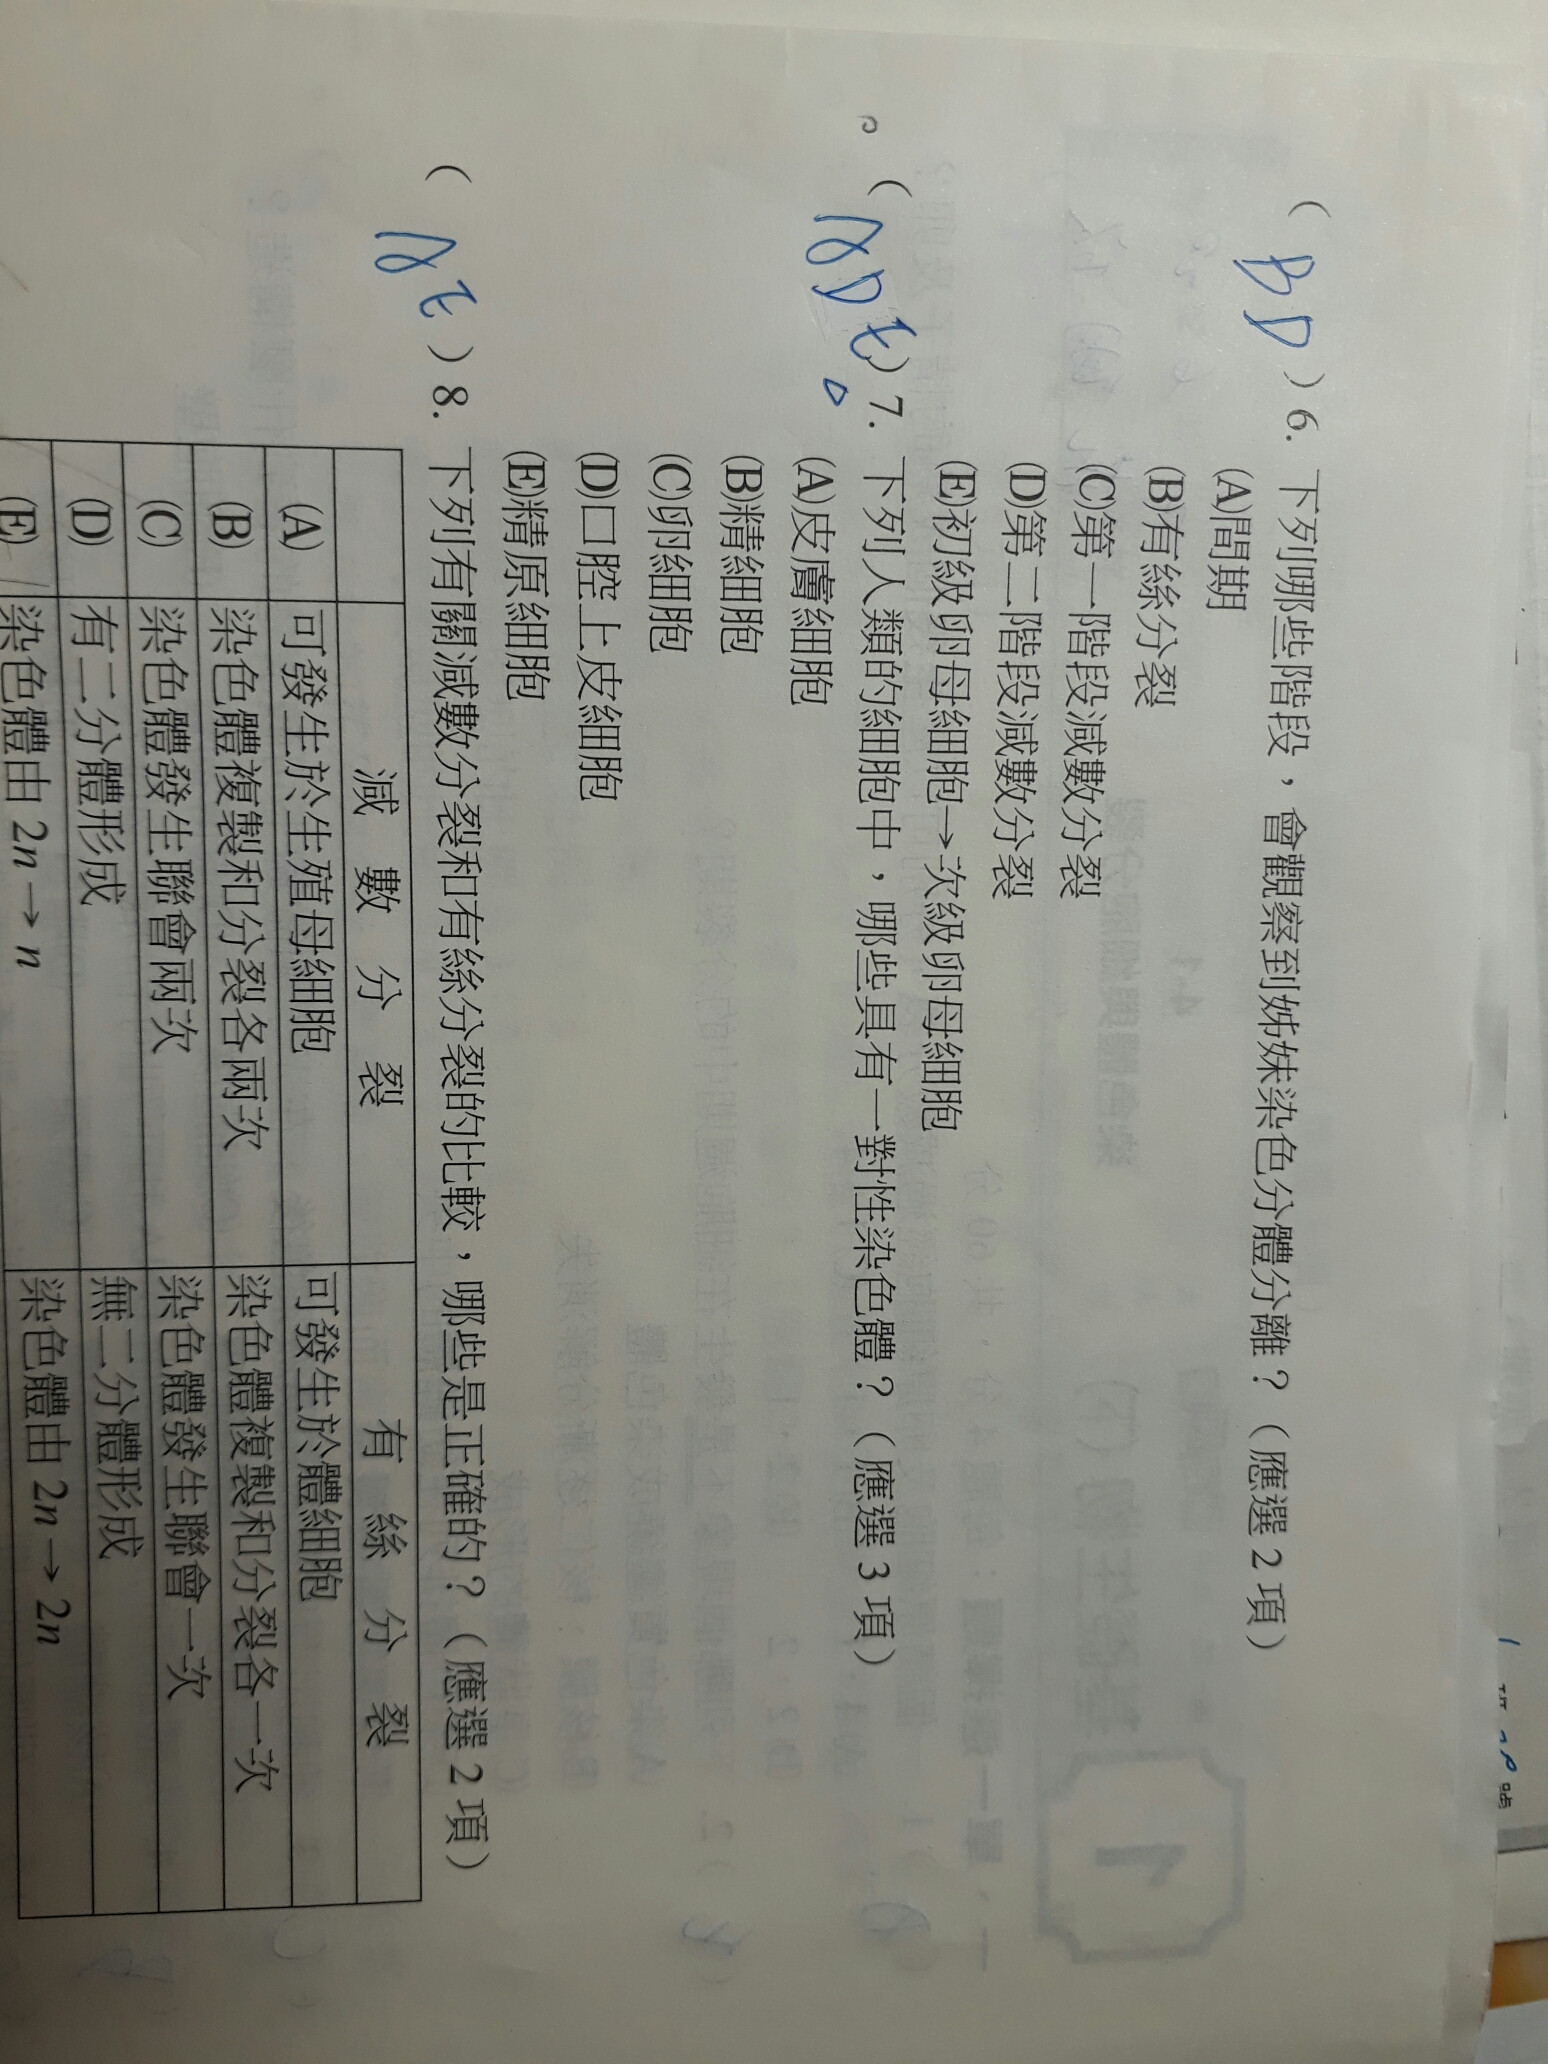 (BD)6. 下列哪些階段，會觀察到姊妹染色分體分離？（應選 2 項）
(A)間期
(B)有絲分裂
(C)第一階段減數分裂
(D)第二階段減數分裂
(E)初級卵母細胞→次級卵母細胞
(ADE)7. 下列人類的細胞中，哪些具有一對性染色體？（應選 3 項）
(A)皮膚細胞
(B)精細胞
(C)卵細胞
(D)口腔上皮細胞
(E)精原細胞
(AE)8. 下列有關減數分裂和有絲分裂的比較，哪些是正確的？（應選 2 項）
減數分裂 有絲分裂
(A) 可發生於生殖母細胞 可發生於體細胞
(B) 染色體複製和分裂各兩次 染色體複製和分裂各一次
(C) 染色體發生聯會兩次 染色體發生聯會一次
(D) 有二分體形成 無二分體形成
(E) 染色體由 2n→n 染色體由 2n→2n